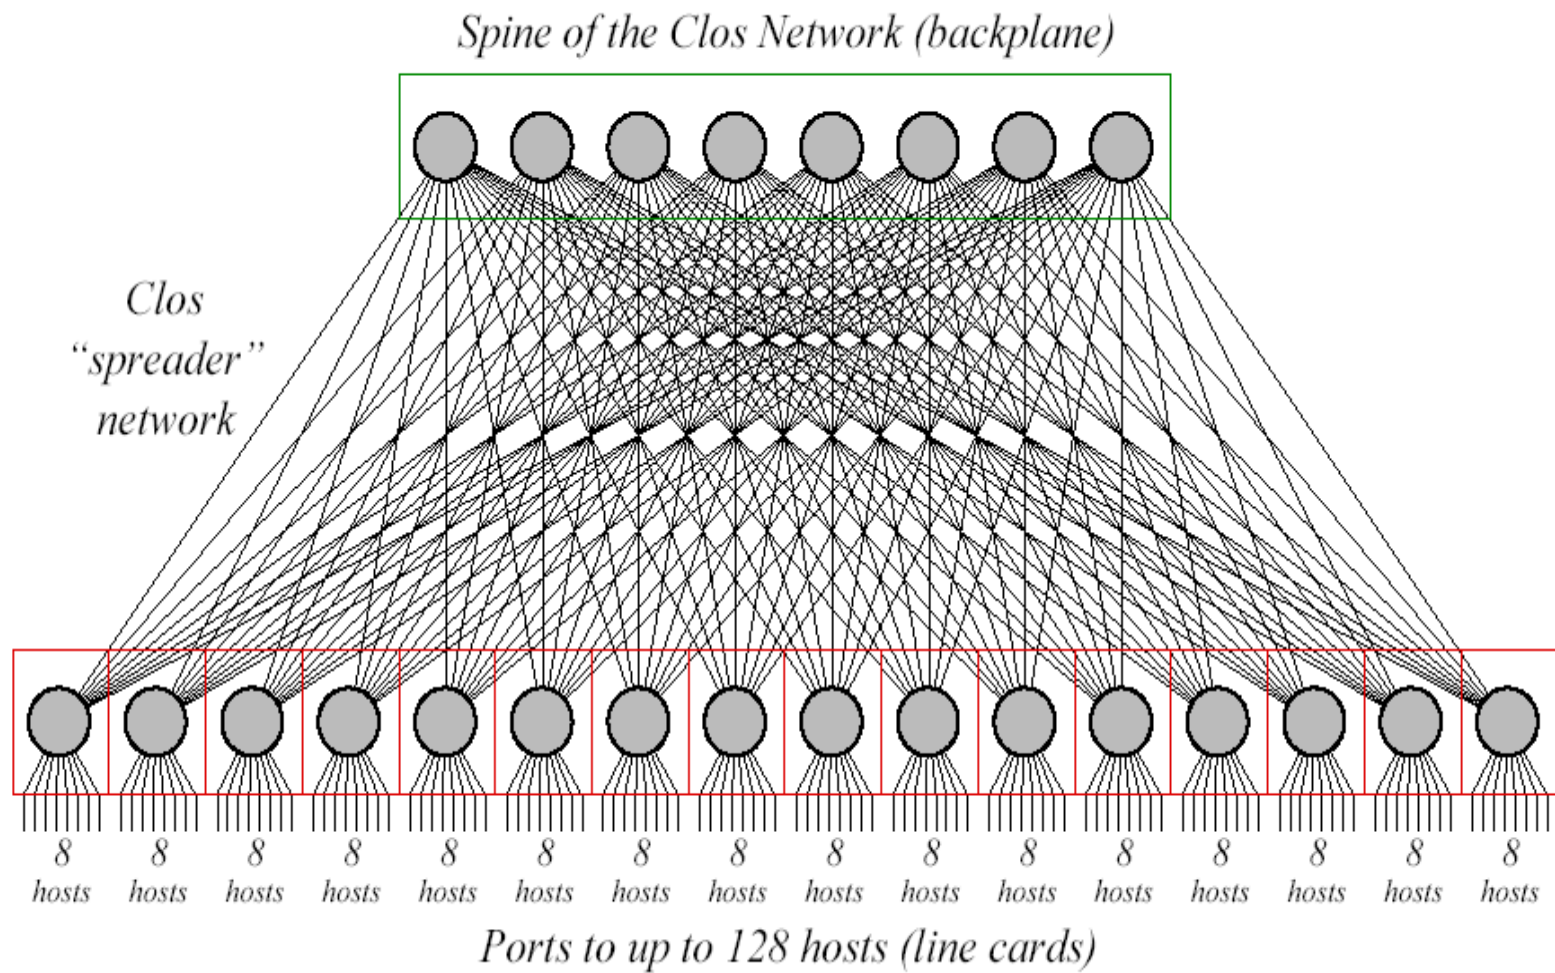 Spine of the Clos Network (backplane)
Clos
“spreader”
network
8 8 8 8 8 8 8 8 8 8 8 8 8 8 8 8
hosts hosts hosts hosts hosts hosts hosts hosts hosts hosts hosts hosts hosts hosts hosts hosts
Ports to up to 128 hosts (line cards)